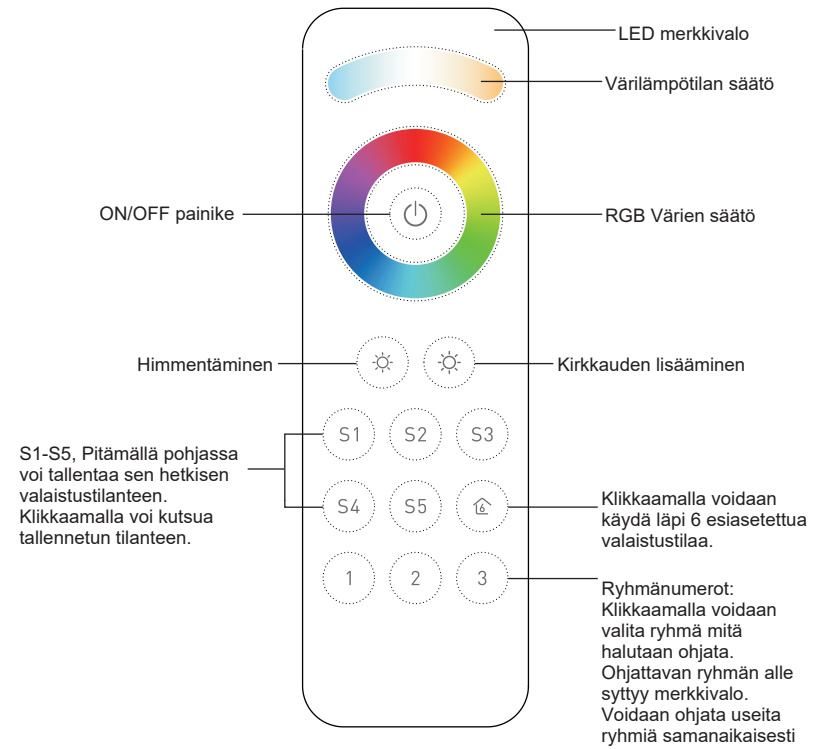 LED merkkivalo
Värilämpötilan säätö
ON/OFF painike
RGB Värien säätö
Himmentäminen
Kirkkauden lisääminen
S1 S2 S3
S1-S5, Pitämällä pohjassa
voi tallentaa sen hetkisen
valaistustilanteen.
Klikkaamalla voi kutsua
tallennetun tilanteen.
S4 S5 6
Klikkaamalla voidaan
käydä läpi 6 esiasetettua
valaistustilaa.
1 2 3
Ryhmänumerot:
Klikkaamalla voidaan
valita ryhmä mitä
halutaan ohjata.
Ohjattavan ryhmän alle
syttyy merkkivalo.
Voidaan ohjata useita
ryhmiä samanaikaisesti